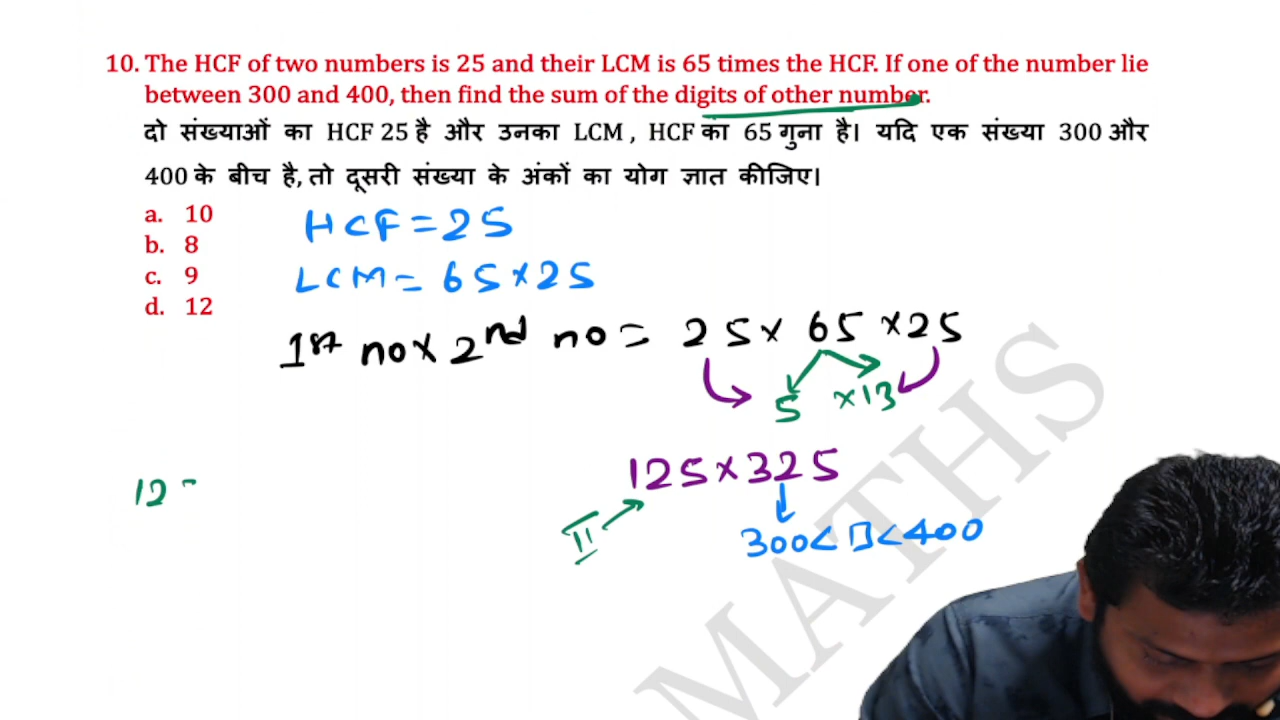 10. The HCF of two numbers is 25 and their LCM is 65 times the HCF. If one of the number lie
between 300 and 400, then find the sum of the digits of other number.
दो संख्याओं का HCF 25 है और उनका LCM , HCF का 65 गुना है। यदि एक संख्या 300 और
400 के बीच है, तो दूसरी संख्या के अंकों का योग ज्ञात कीजिए।
a. 10
b. 8
c. 9
d. 12
HCF = 25
LCM = 65 × 25
1st no × 2nd no = 25 × 65 × 25
5 × 13
125 × 325
12
II
300 < □ < 400
MATHS